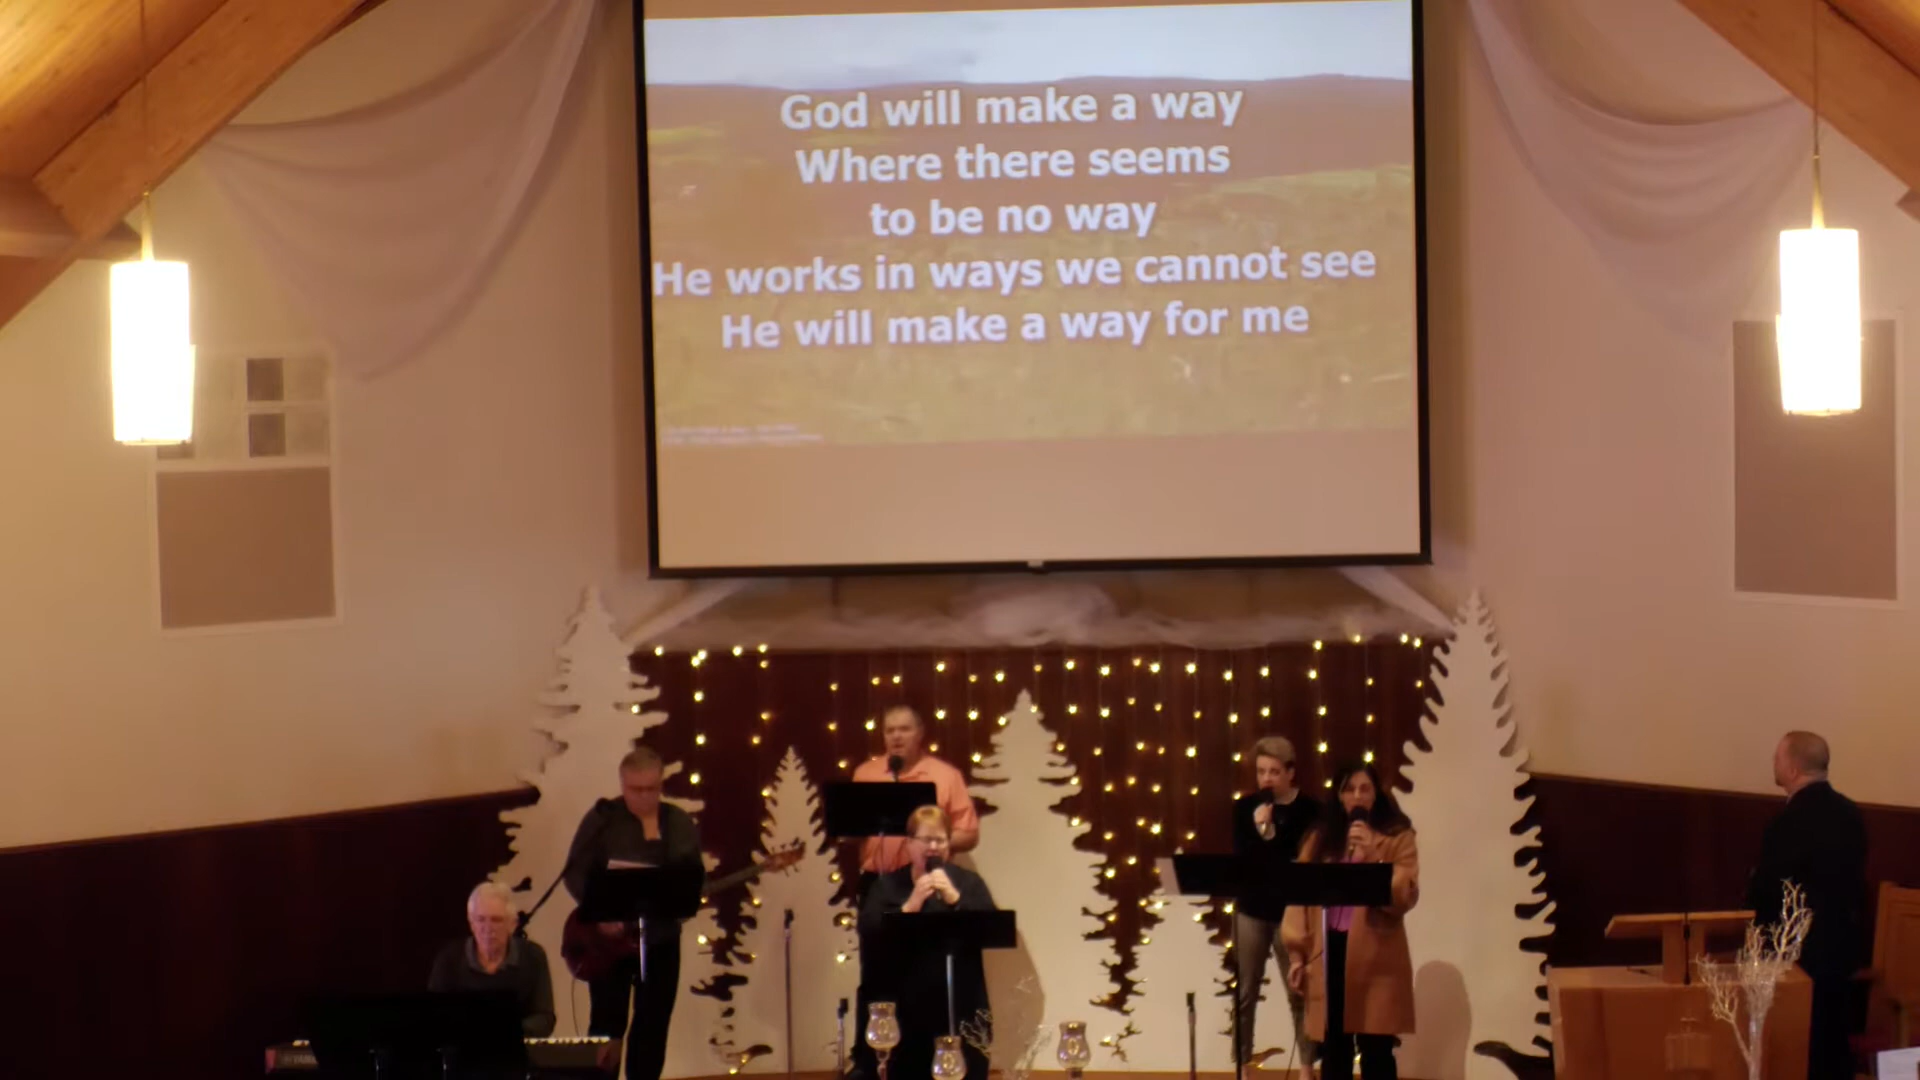 God will make a way
Where there seems
to be no way
He works in ways we cannot see
He will make a way for me